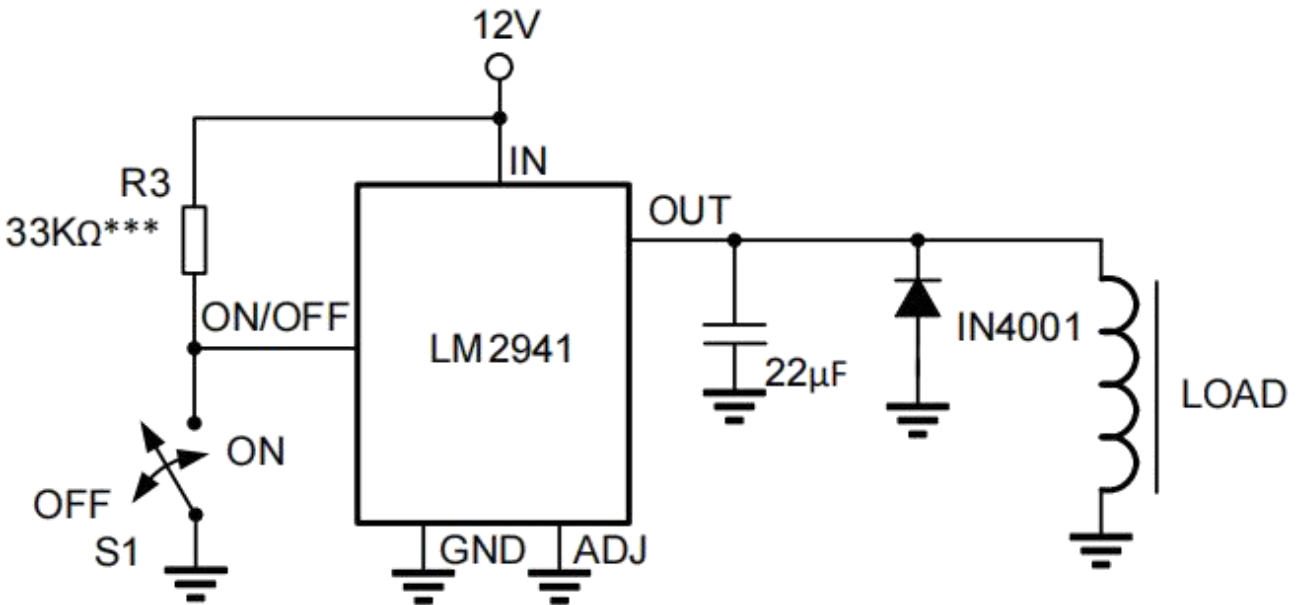 12V
IN
R3
33KΩ***
OUT
ON/OFF
LM2941
IN4001
22μF
LOAD
ON
OFF
S1
GND
ADJ